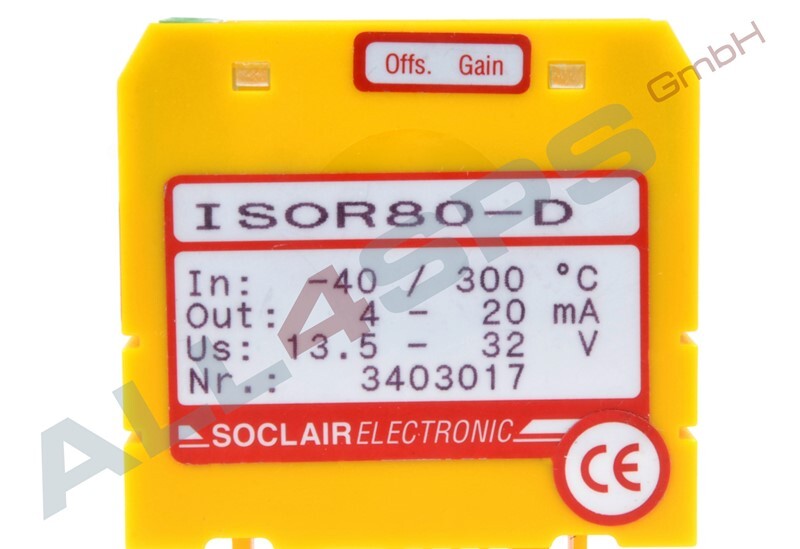 Offs. Gain
ISOR80-D
In: -40 / 300 °C
Out: 4 - 20 mA
Us: 13.5 - 32 V
Nr.: 3403017
SOCLAIR ELECTRONIC
CE
ALL4SPS GmbH